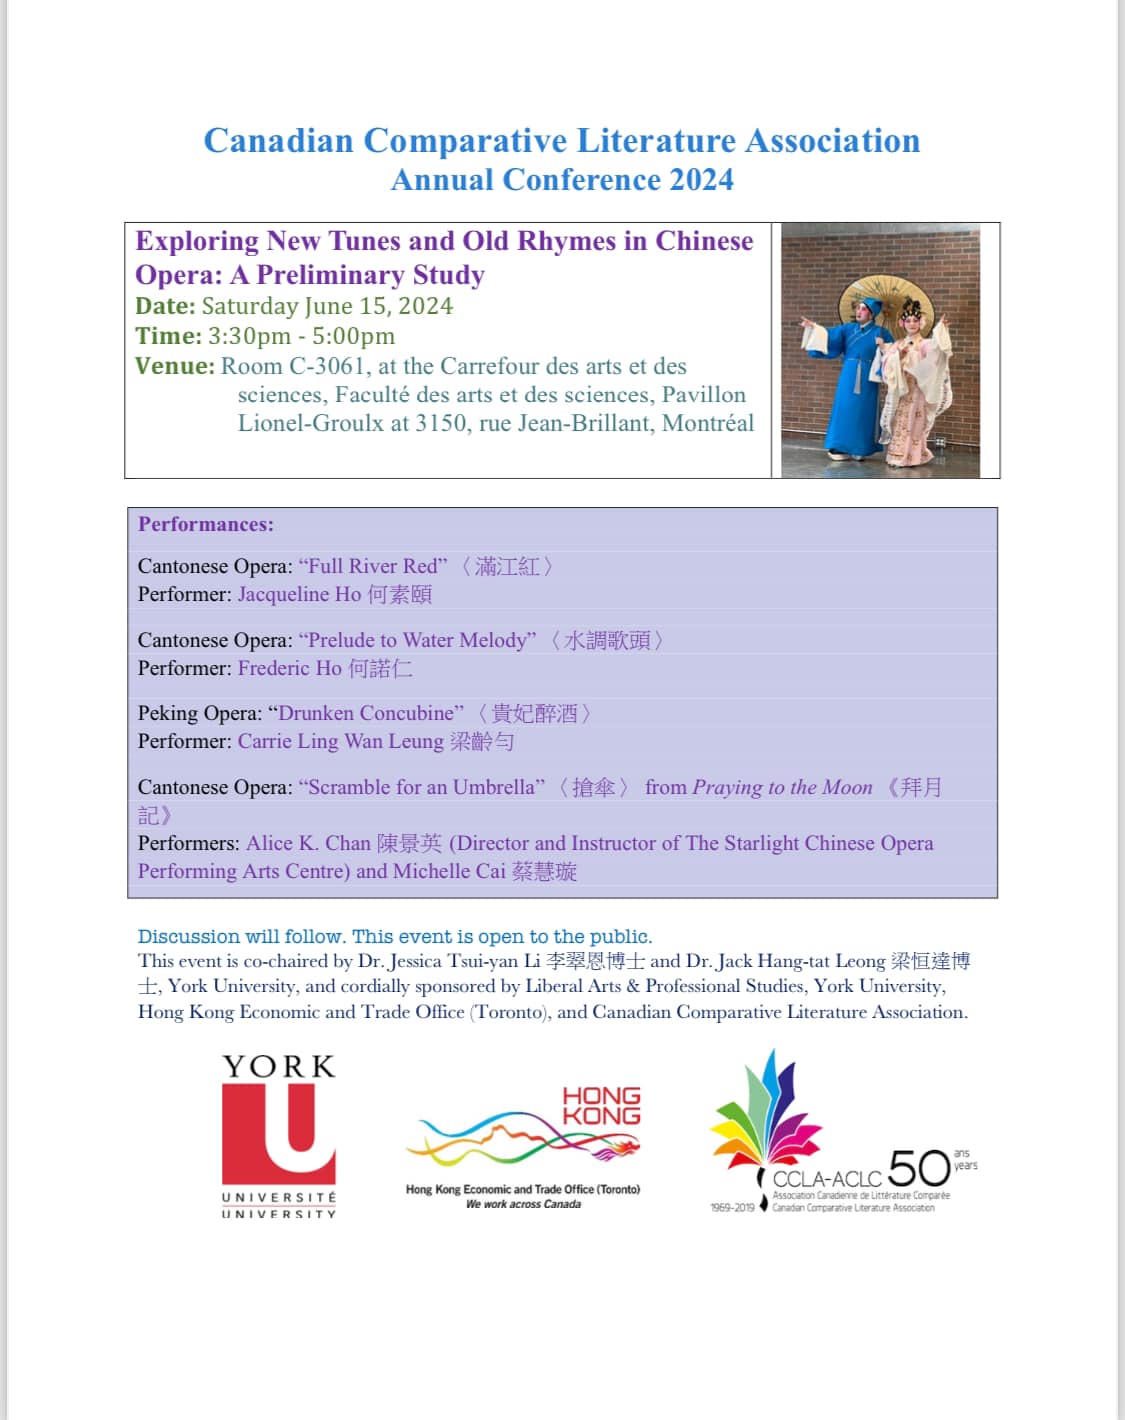 Canadian Comparative Literature Association
Annual Conference 2024
Exploring New Tunes and Old Rhymes in Chinese
Opera: A Preliminary Study
Date: Saturday June 15, 2024
Time: 3:30pm - 5:00pm
Venue: Room C-3061, at the Carrefour des arts et des
sciences, Faculté des arts et des sciences, Pavillon
Lionel-Groulx at 3150, rue Jean-Brillant, Montréal
Performances:
Cantonese Opera: “Full River Red” 〈滿江紅〉
Performer: Jacqueline Ho 何素頤
Cantonese Opera: “Prelude to Water Melody” 〈水調歌頭〉
Performer: Frederic Ho 何諾仁
Peking Opera: “Drunken Concubine” 〈貴妃醉酒〉
Performer: Carrie Ling Wan Leung 梁齡勻
Cantonese Opera: “Scramble for an Umbrella” 〈搶傘〉 from Praying to the Moon 《拜月
記》
Performers: Alice K. Chan 陳景英 (Director and Instructor of The Starlight Chinese Opera
Performing Arts Centre) and Michelle Cai 蔡慧璇
Discussion will follow. This event is open to the public.
This event is co-chaired by Dr. Jessica Tsui-yan Li 李翠恩博士 and Dr. Jack Hang-tat Leong 梁恒達博
士, York University, and cordially sponsored by Liberal Arts & Professional Studies, York University,
Hong Kong Economic and Trade Office (Toronto), and Canadian Comparative Literature Association.
YORK
U
UNIVERSITÉ
UNIVERSITY
HONG
KONG
Hong Kong Economic and Trade Office (Toronto)
We work across Canada
CCLA-ACLC 50 ans
years
Association Canadienne de Littérature Comparée
1969-2019 Canadian Comparative Literature Association